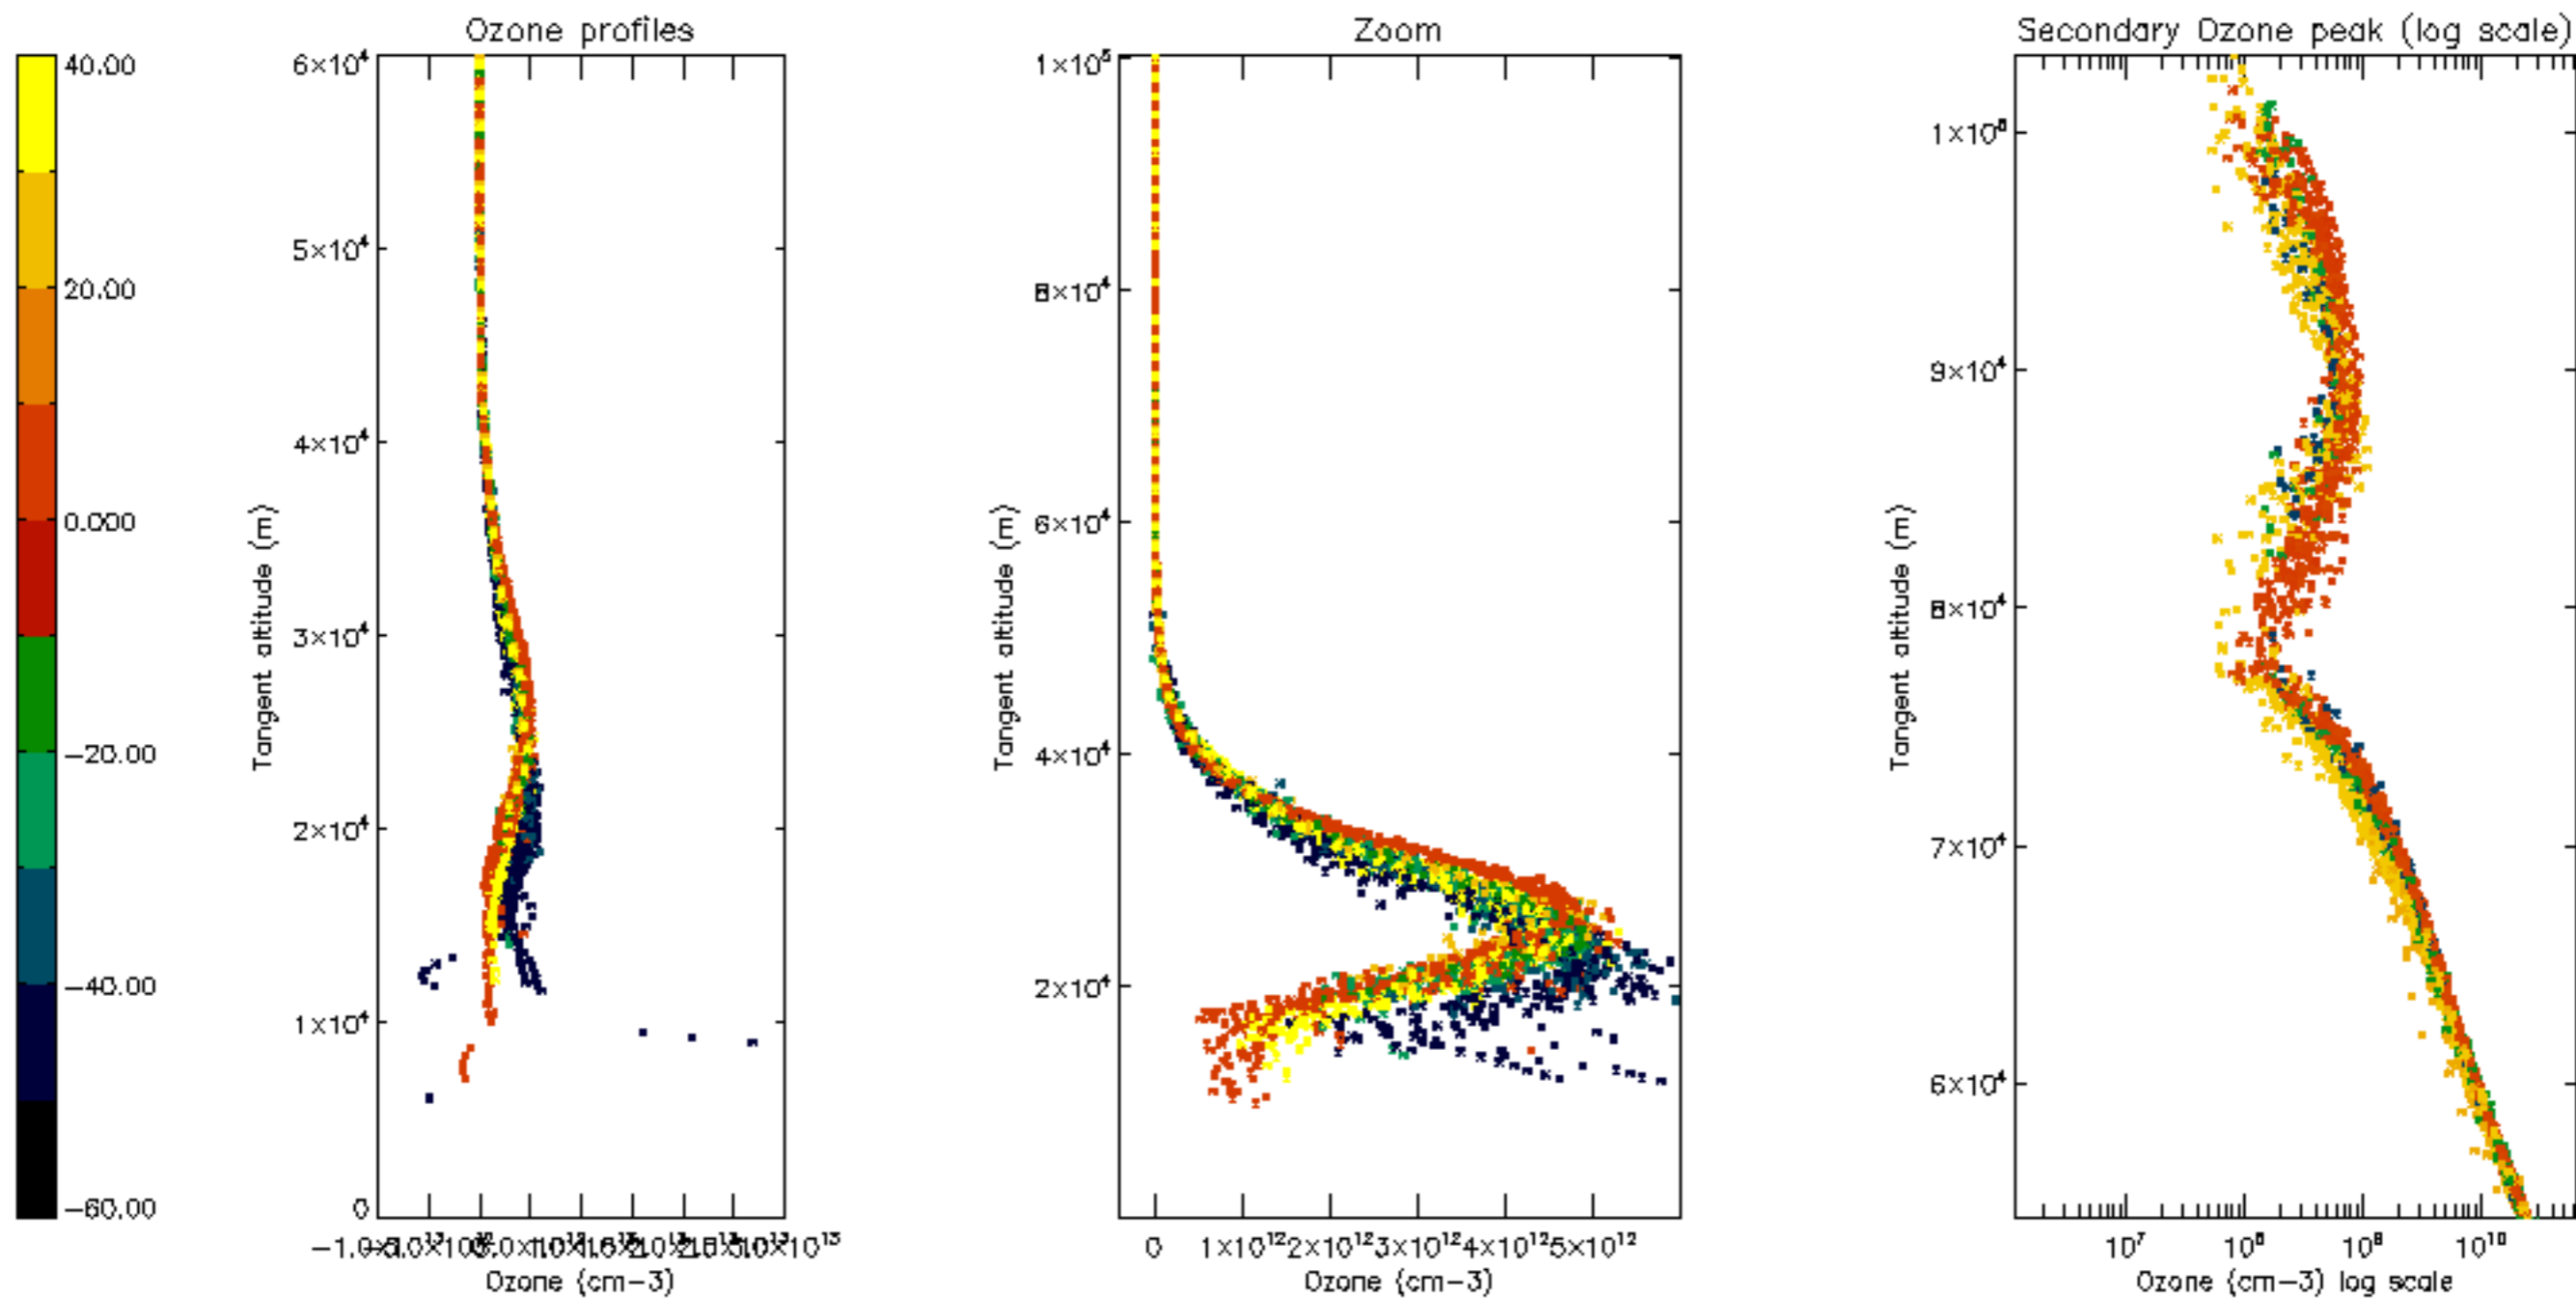 Ozone profiles
Zoom
Secondary Ozone peak (log scale)
40.00
20.00
0.000
−20.00
−40.00
−60.00
6×10⁴
5×10⁴
4×10⁴
3×10⁴
2×10⁴
1×10⁴
0
Tangent altitude (m)
Ozone (cm−3)
1×10⁵
8×10⁴
6×10⁴
4×10⁴
2×10⁴
Tangent altitude (m)
0 1×10¹² 2×10¹² 3×10¹² 4×10¹² 5×10¹²
Ozone (cm−3)
1×10⁵
9×10⁴
8×10⁴
7×10⁴
6×10⁴
Tangent altitude (m)
10⁷ 10⁸ 10⁹ 10¹⁰
Ozone (cm−3) log scale